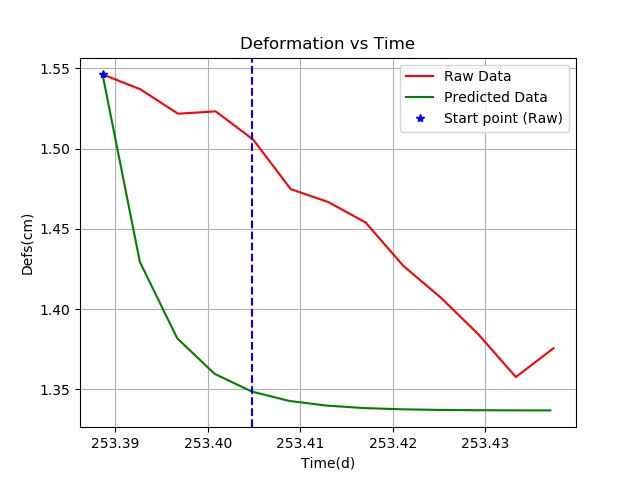 Deformation vs Time
Raw Data
Predicted Data
Start point (Raw)
Defs(cm)
1.55
1.50
1.45
1.40
1.35
253.39 253.40 253.41 253.42 253.43
Time(d)